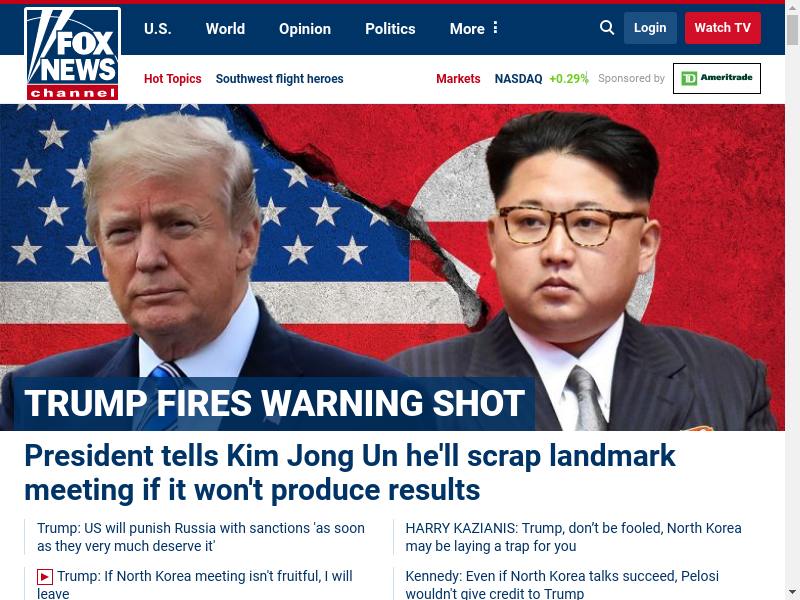 FOX
NEWS
channel
U.S. World Opinion Politics More Login Watch TV
Hot Topics Southwest flight heroes Markets NASDAQ +0.29% Sponsored by TD Ameritrade
TRUMP FIRES WARNING SHOT
President tells Kim Jong Un he'll scrap landmark
meeting if it won't produce results
Trump: US will punish Russia with sanctions 'as soon
as they very much deserve it'
HARRY KAZIANIS: Trump, don’t be fooled, North Korea
may be laying a trap for you
Trump: If North Korea meeting isn't fruitful, I will
leave
Kennedy: Even if North Korea talks succeed, Pelosi
wouldn't give credit to Trump